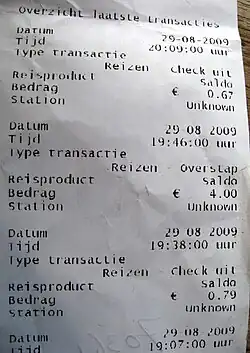 Overzicht laatste transacties
Datum 29-08-2009
Tijd 20:09:00 uur
Type transactie
Reizen Check uit
Reisproduct Saldo
Bedrag € 0.67
Station Unknown
Datum 29-08-2009
Tijd 19:46:00 uur
Type transactie
Reizen - Overstap
Reisproduct Saldo
Bedrag € 4.00
Station Unknown
Datum 29 08 2009
Tijd 19:38:00 uur
Type transactie
Reizen - Check uit
Reisproduct Saldo
Bedrag € 0.79
Station Unknown
Datum 29-08-2009
Tijd 19:07:00 uur